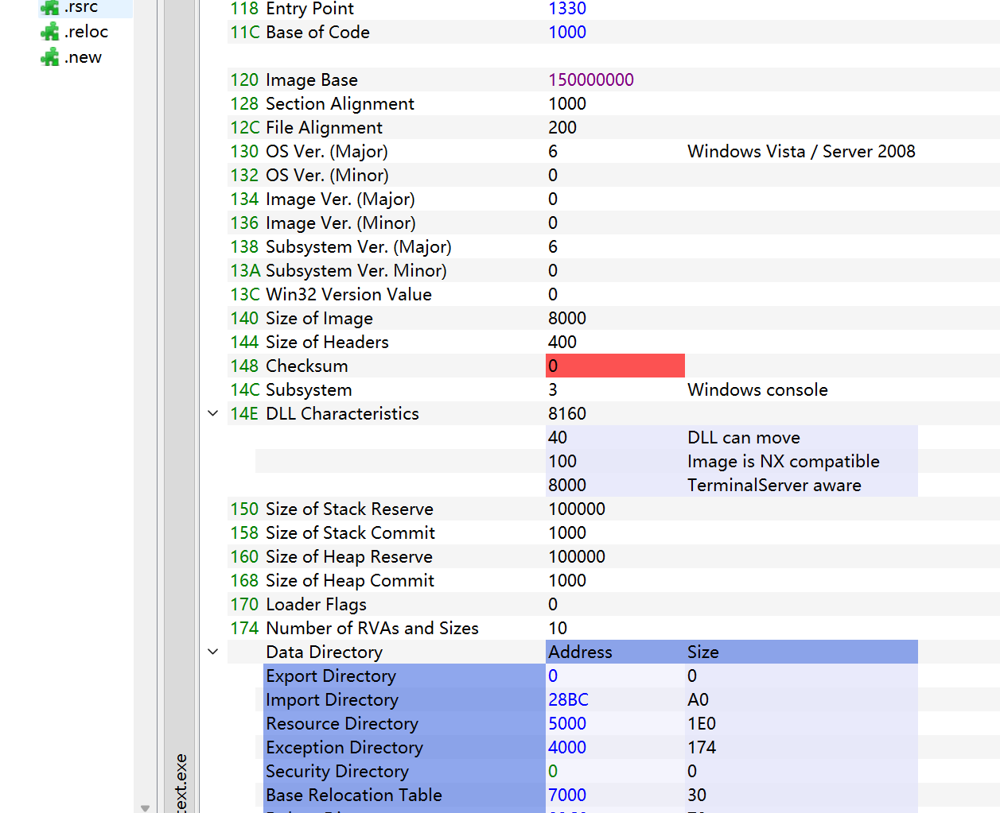 .rsrc
.reloc
.new
118 Entry Point 1330
11C Base of Code 1000
120 Image Base 150000000
128 Section Alignment 1000
12C File Alignment 200
130 OS Ver. (Major) 6 Windows Vista / Server 2008
132 OS Ver. (Minor) 0
134 Image Ver. (Major) 0
136 Image Ver. (Minor) 0
138 Subsystem Ver. (Major) 6
13A Subsystem Ver. Minor) 0
13C Win32 Version Value 0
140 Size of Image 8000
144 Size of Headers 400
148 Checksum 0
14C Subsystem 3 Windows console
14E DLL Characteristics 8160
40 DLL can move
100 Image is NX compatible
8000 TerminalServer aware
150 Size of Stack Reserve 100000
158 Size of Stack Commit 1000
160 Size of Heap Reserve 100000
168 Size of Heap Commit 1000
170 Loader Flags 0
174 Number of RVAs and Sizes 10
Data Directory Address Size
Export Directory 0 0
Import Directory 28BC A0
Resource Directory 5000 1E0
Exception Directory 4000 174
Security Directory 0 0
Base Relocation Table 7000 30
text.exe